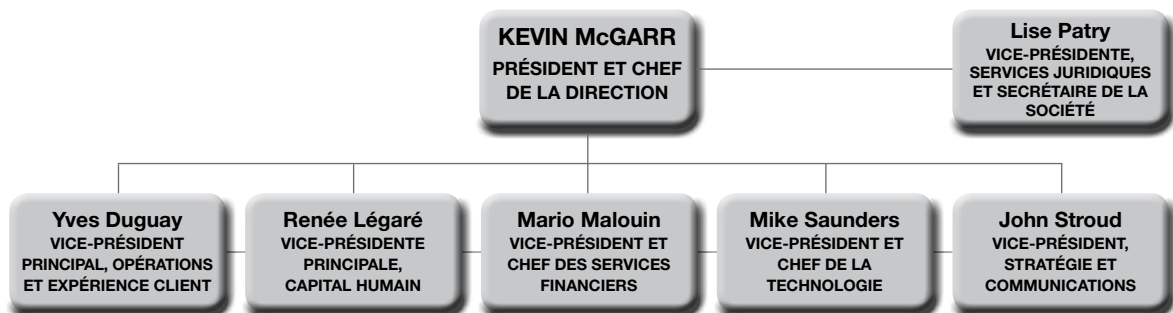 KEVIN McGARR
PRÉSIDENT ET CHEF
DE LA DIRECTION
Lise Patry
VICE-PRÉSIDENTE,
SERVICES JURIDIQUES
ET SECRÉTAIRE DE LA
SOCIÉTÉ
Yves Duguay
VICE-PRÉSIDENT
PRINCIPAL, OPÉRATIONS
ET EXPÉRIENCE CLIENT
Renée Légaré
VICE-PRÉSIDENTE
PRINCIPALE,
CAPITAL HUMAIN
Mario Malouin
VICE-PRÉSIDENT ET
CHEF DES SERVICES
FINANCIERS
Mike Saunders
VICE-PRÉSIDENT ET
CHEF DE LA
TECHNOLOGIE
John Stroud
VICE-PRÉSIDENT,
STRATÉGIE ET
COMMUNICATIONS